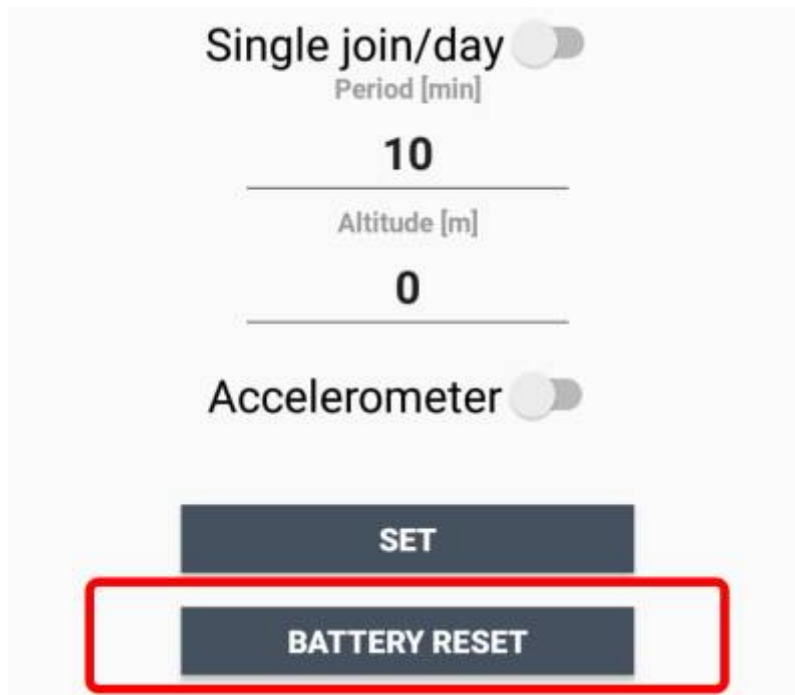 Single join/day
Period [min]
10
Altitude [m]
0
Accelerometer
SET
BATTERY RESET